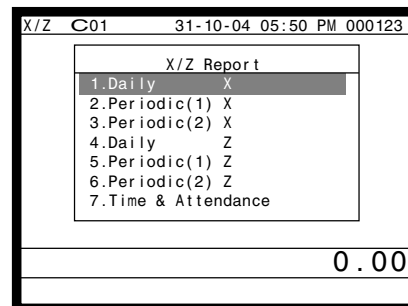 X/Z C01 31-10-04 05:50 PM 000123
X/Z Report
1.Daily X
2.Periodic(1) X
3.Periodic(2) X
4.Daily Z
5.Periodic(1) Z
6.Periodic(2) Z
7.Time & Attendance
0.00